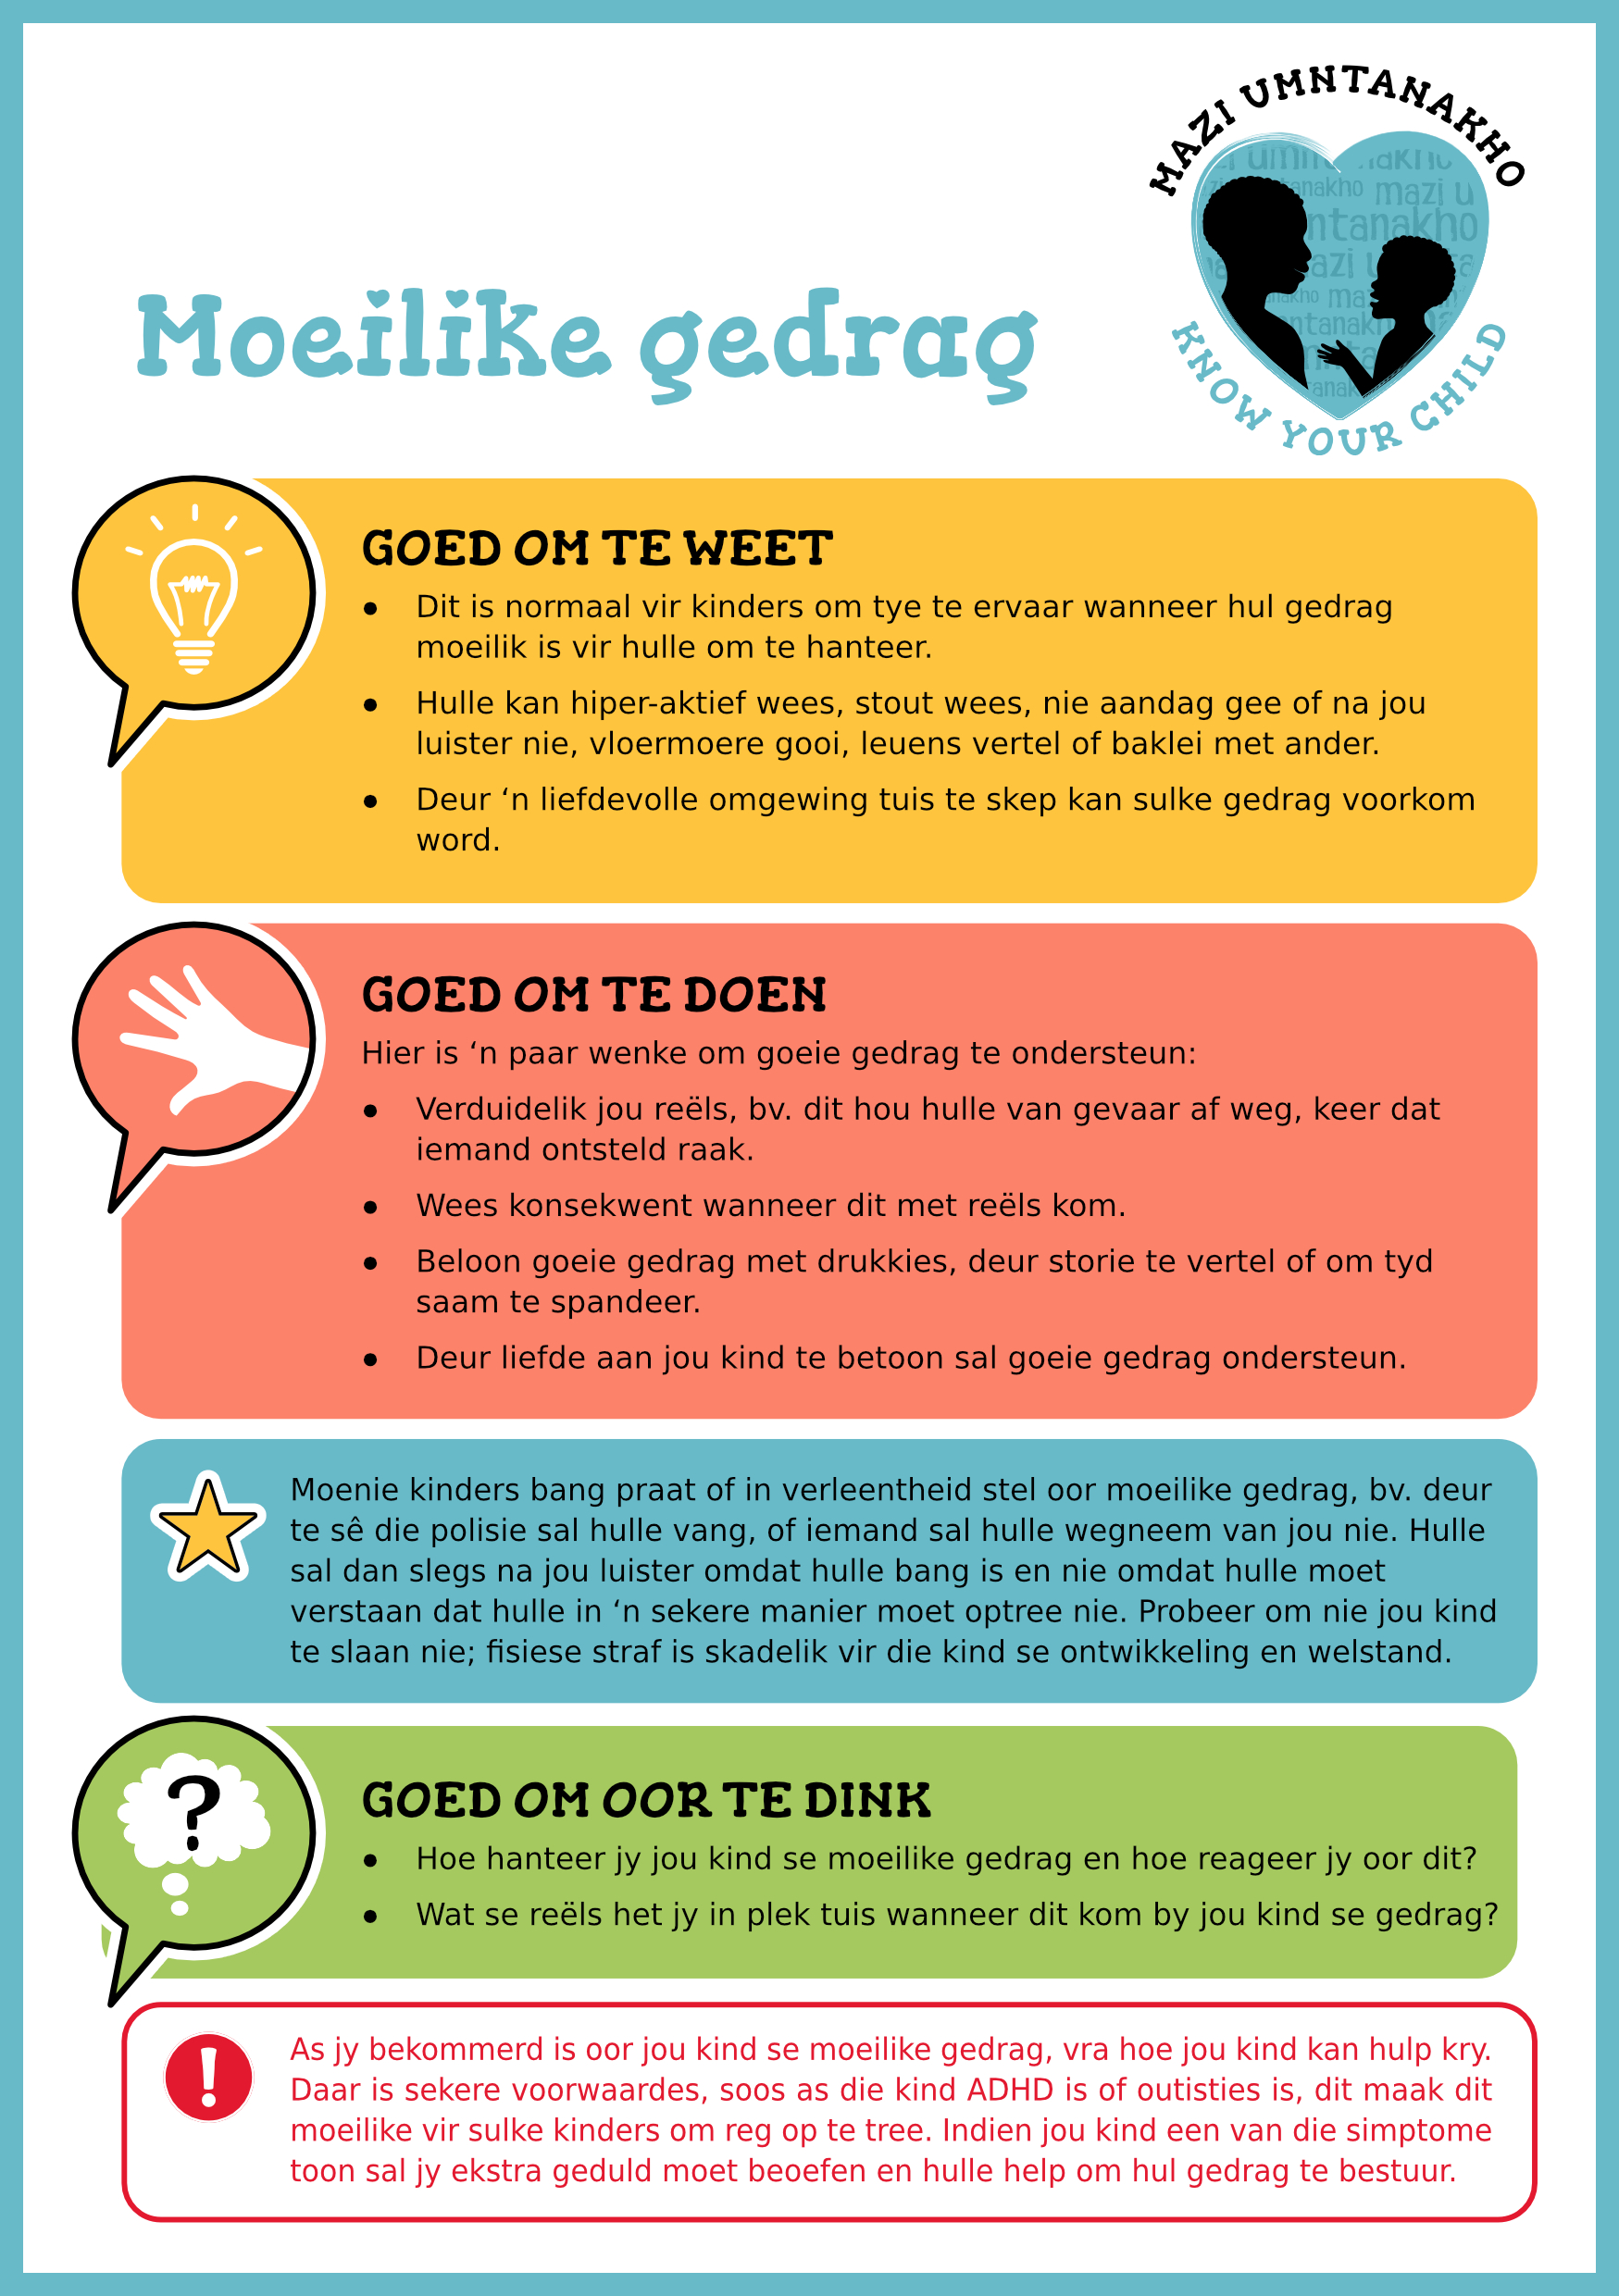 MAZI UMNTANAKHO
KNOW YOUR CHILD
Moeilike gedrag
GOED OM TE WEET
• Dit is normaal vir kinders om tye te ervaar wanneer hul gedrag
moeilik is vir hulle om te hanteer.
• Hulle kan hiper-aktief wees, stout wees, nie aandag gee of na jou
luister nie, vloermoere gooi, leuens vertel of baklei met ander.
• Deur ‘n liefdevolle omgewing tuis te skep kan sulke gedrag voorkom
word.
GOED OM TE DOEN
Hier is ‘n paar wenke om goeie gedrag te ondersteun:
• Verduidelik jou reëls, bv. dit hou hulle van gevaar af weg, keer dat
iemand ontsteld raak.
• Wees konsekwent wanneer dit met reëls kom.
• Beloon goeie gedrag met drukkies, deur storie te vertel of om tyd
saam te spandeer.
• Deur liefde aan jou kind te betoon sal goeie gedrag ondersteun.
Moenie kinders bang praat of in verleentheid stel oor moeilike gedrag, bv. deur
te sê die polisie sal hulle vang, of iemand sal hulle wegneem van jou nie. Hulle
sal dan slegs na jou luister omdat hulle bang is en nie omdat hulle moet
verstaan dat hulle in ‘n sekere manier moet optree nie. Probeer om nie jou kind
te slaan nie; fisiese straf is skadelik vir die kind se ontwikkeling en welstand.
?
GOED OM OOR TE DINK
• Hoe hanteer jy jou kind se moeilike gedrag en hoe reageer jy oor dit?
• Wat se reëls het jy in plek tuis wanneer dit kom by jou kind se gedrag?
!
As jy bekommerd is oor jou kind se moeilike gedrag, vra hoe jou kind kan hulp kry.
Daar is sekere voorwaardes, soos as die kind ADHD is of outisties is, dit maak dit
moeilike vir sulke kinders om reg op te tree. Indien jou kind een van die simptome
toon sal jy ekstra geduld moet beoefen en hulle help om hul gedrag te bestuur.